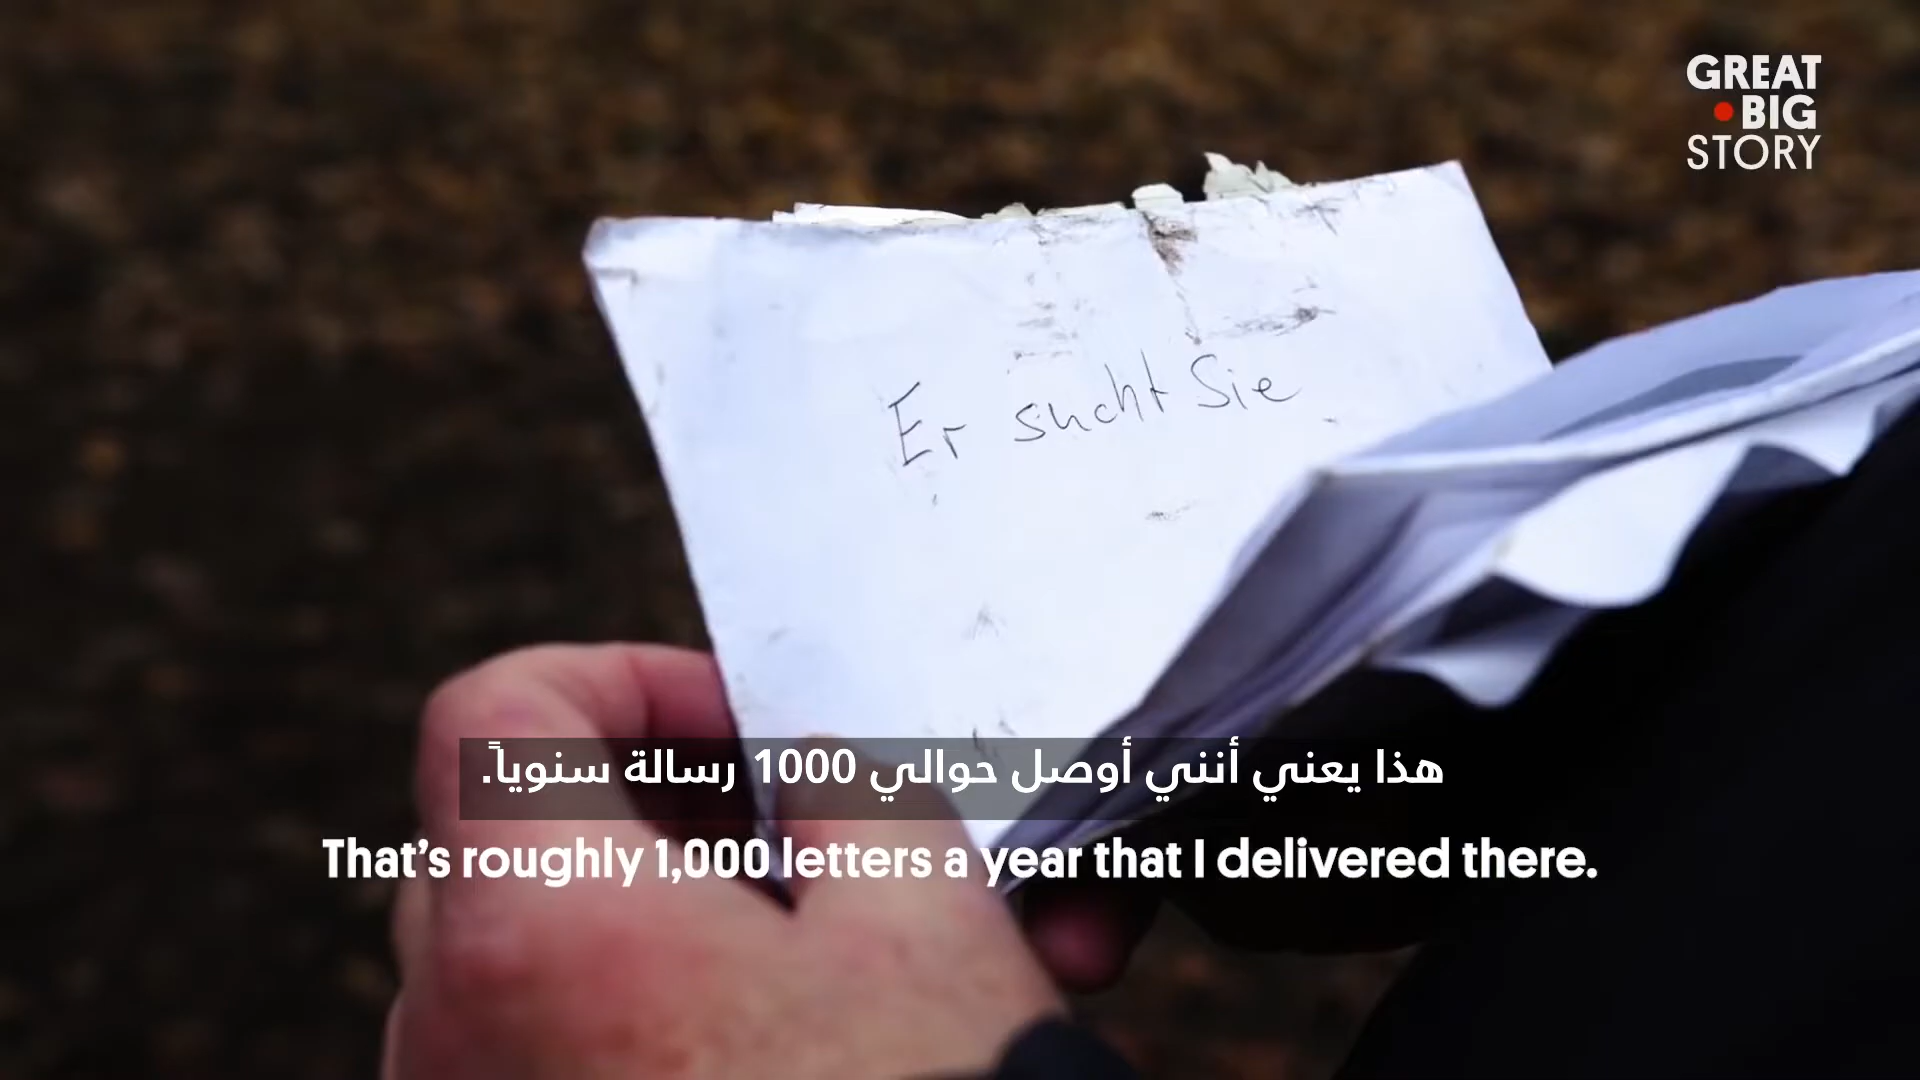 GREAT
BIG
STORY
Er sucht Sie
هذا يعني أنني أوصل حوالي 1000 رسالة سنوياً.
That's roughly 1,000 letters a year that I delivered there.